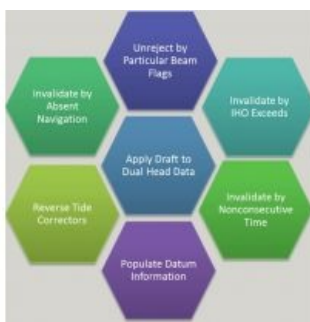 Unreject by
Particular Beam
Flags
Invalidate by
Absent
Navigation
Invalidate by
IHO Exceeds
Apply Draft to
Dual Head Data
Reverse Tide
Correctors
Invalidate by
Nonconsecutive
Time
Populate Datum
Information